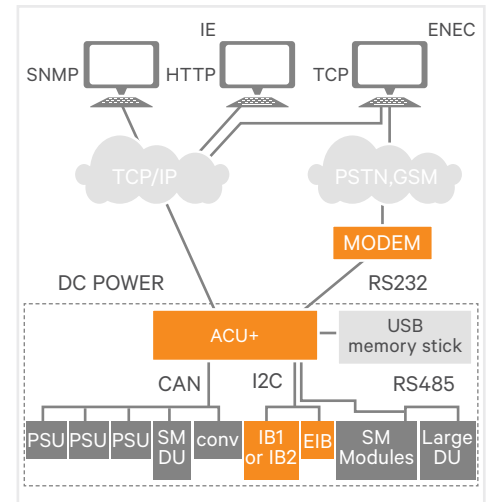 IE
ENEC
SNMP
HTTP
TCP
TCP/IP
PSTN,GSM
MODEM
DC POWER
RS232
ACU+
USB
memory stick
CAN
I2C
RS485
PSU
PSU
PSU
SM
DU
conv
IB1
or IB2
EIB
SM
Modules
Large
DU